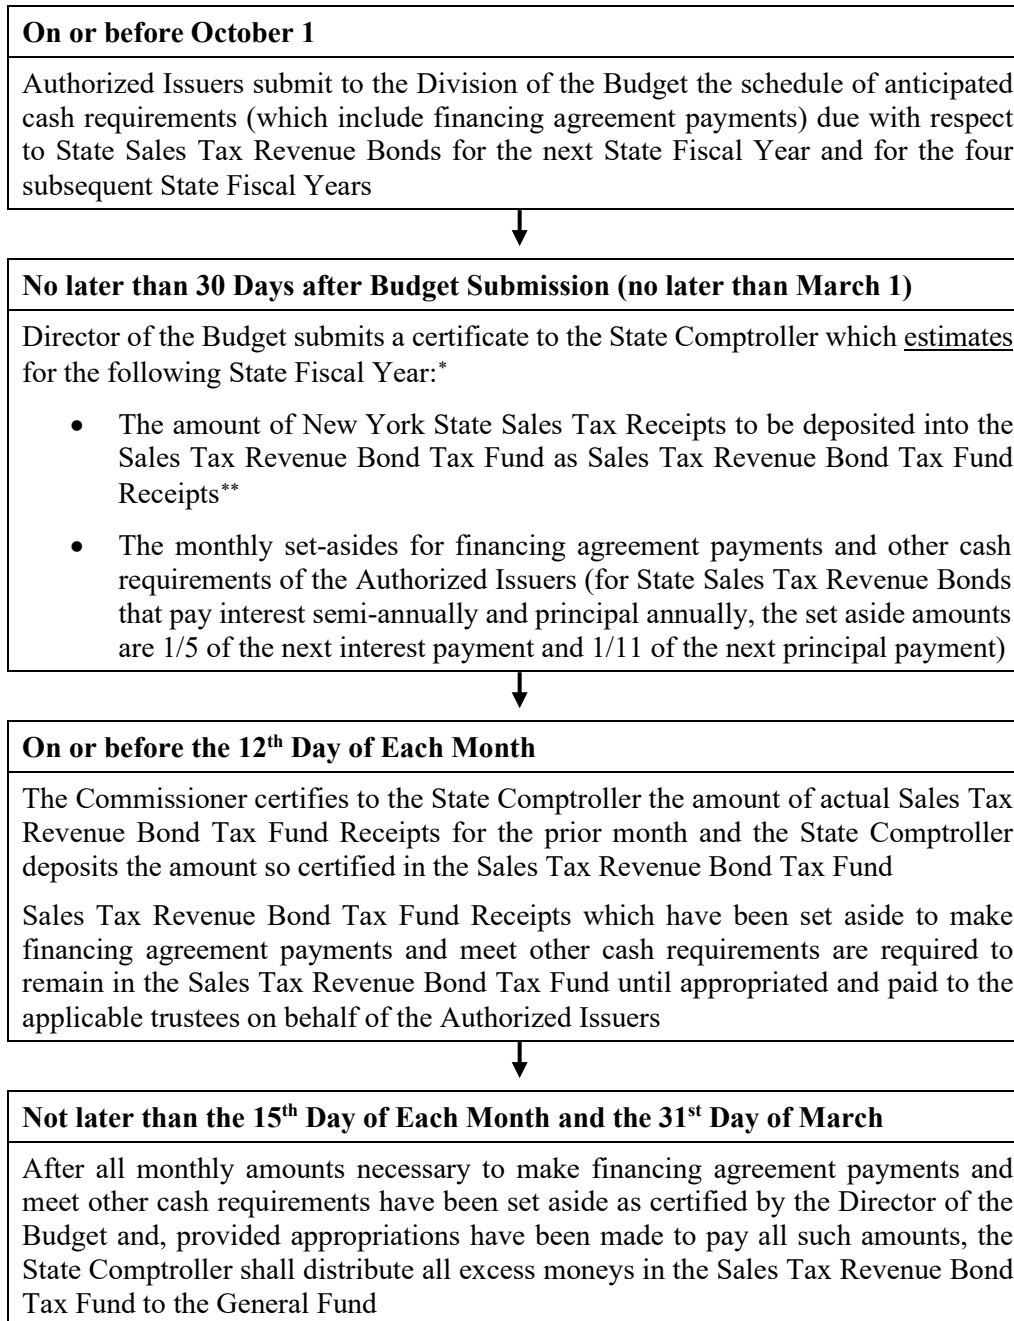 On or before October 1
Authorized Issuers submit to the Division of the Budget the schedule of anticipated
cash requirements (which include financing agreement payments) due with respect
to State Sales Tax Revenue Bonds for the next State Fiscal Year and for the four
subsequent State Fiscal Years
No later than 30 Days after Budget Submission (no later than March 1)
Director of the Budget submits a certificate to the State Comptroller which estimates
for the following State Fiscal Year:*
• The amount of New York State Sales Tax Receipts to be deposited into the
Sales Tax Revenue Bond Tax Fund as Sales Tax Revenue Bond Tax Fund
Receipts**
• The monthly set-asides for financing agreement payments and other cash
requirements of the Authorized Issuers (for State Sales Tax Revenue Bonds
that pay interest semi-annually and principal annually, the set aside amounts
are 1/5 of the next interest payment and 1/11 of the next principal payment)
On or before the 12th Day of Each Month
The Commissioner certifies to the State Comptroller the amount of actual Sales Tax
Revenue Bond Tax Fund Receipts for the prior month and the State Comptroller
deposits the amount so certified in the Sales Tax Revenue Bond Tax Fund
Sales Tax Revenue Bond Tax Fund Receipts which have been set aside to make
financing agreement payments and meet other cash requirements are required to
remain in the Sales Tax Revenue Bond Tax Fund until appropriated and paid to the
applicable trustees on behalf of the Authorized Issuers
Not later than the 15th Day of Each Month and the 31st Day of March
After all monthly amounts necessary to make financing agreement payments and
meet other cash requirements have been set aside as certified by the Director of the
Budget and, provided appropriations have been made to pay all such amounts, the
State Comptroller shall distribute all excess moneys in the Sales Tax Revenue Bond
Tax Fund to the General Fund